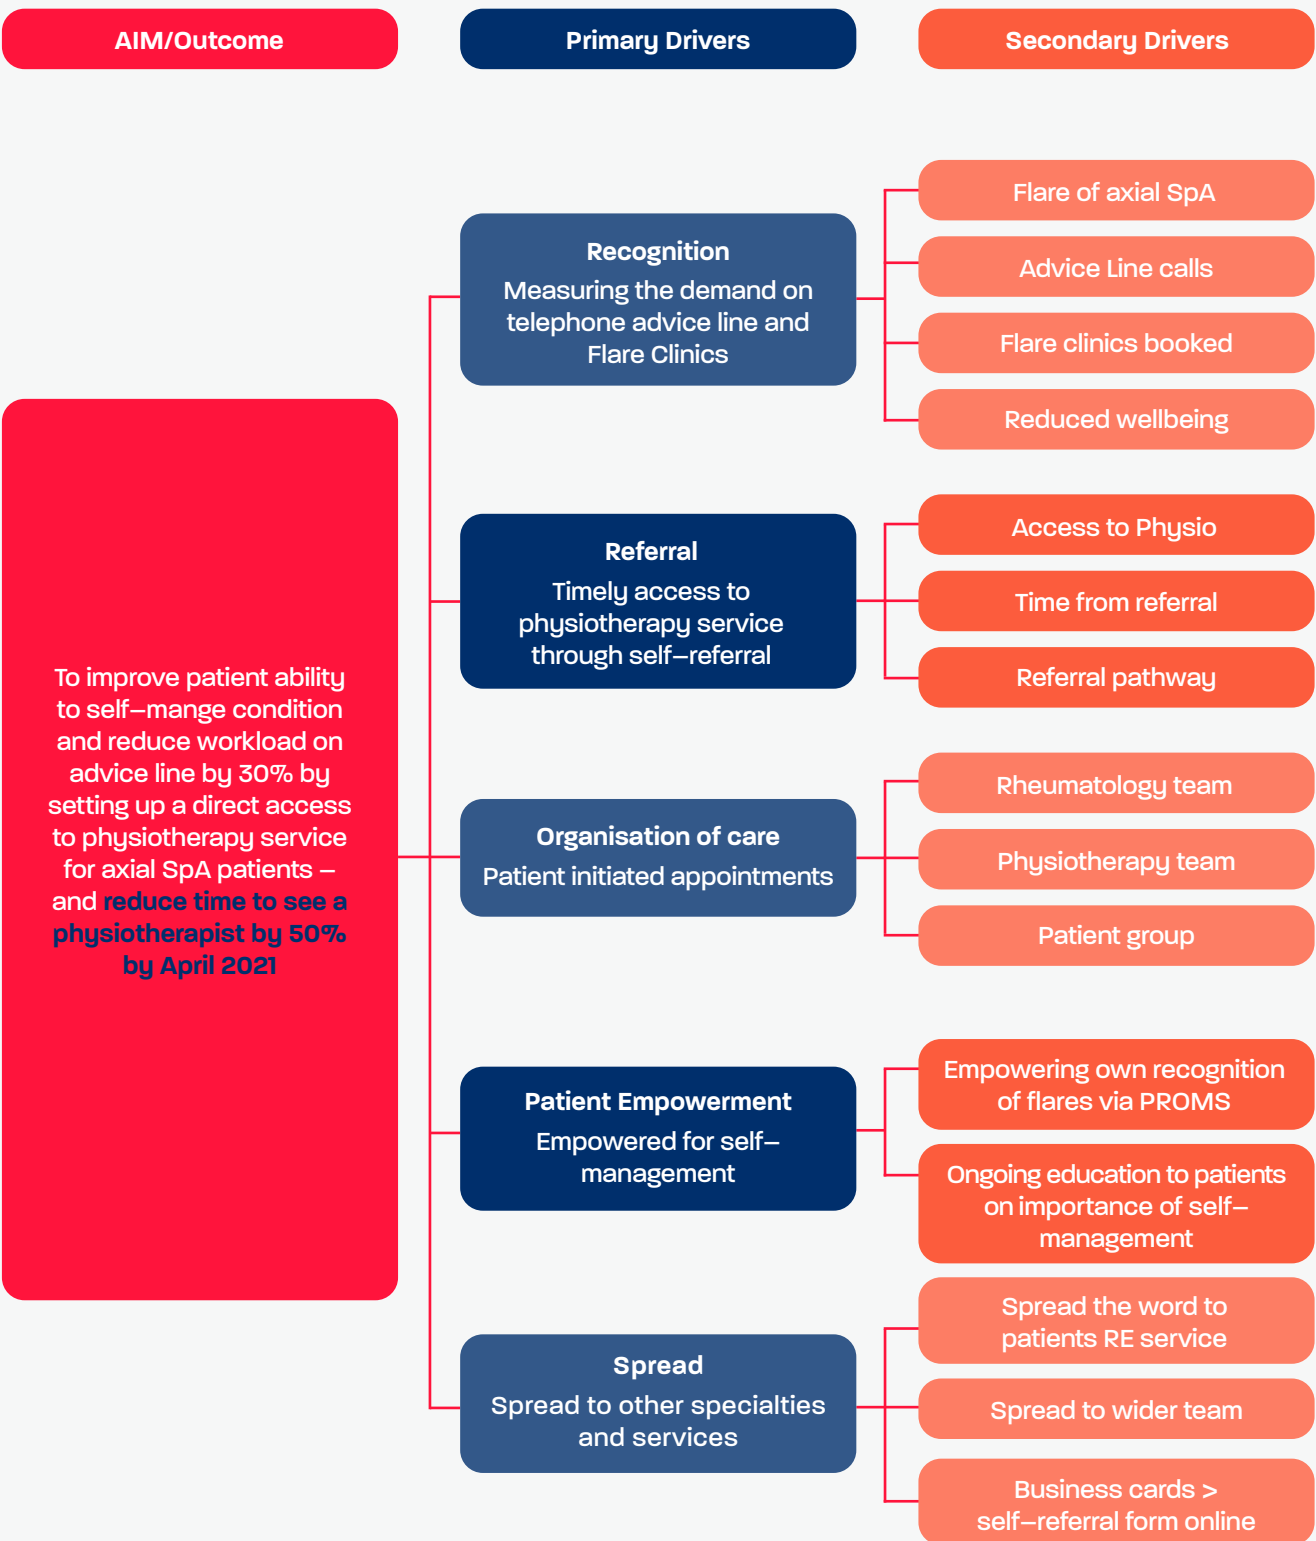 AIM/Outcome
Primary Drivers
Secondary Drivers
To improve patient ability
to self–mange condition
and reduce workload on
advice line by 30% by
setting up a direct access
to physiotherapy service
for axial SpA patients –
and reduce time to see a
physiotherapist by 50%
by April 2021
Recognition
Measuring the demand on
telephone advice line and
Flare Clinics
Flare of axial SpA
Advice Line calls
Flare clinics booked
Reduced wellbeing
Referral
Timely access to
physiotherapy service
through self–referral
Access to Physio
Time from referral
Referral pathway
Organisation of care
Patient initiated appointments
Rheumatology team
Physiotherapy team
Patient group
Patient Empowerment
Empowered for self–
management
Empowering own recognition
of flares via PROMS
Ongoing education to patients
on importance of self–
management
Spread
Spread to other specialties
and services
Spread the word to
patients RE service
Spread to wider team
Business cards >
self–referral form online